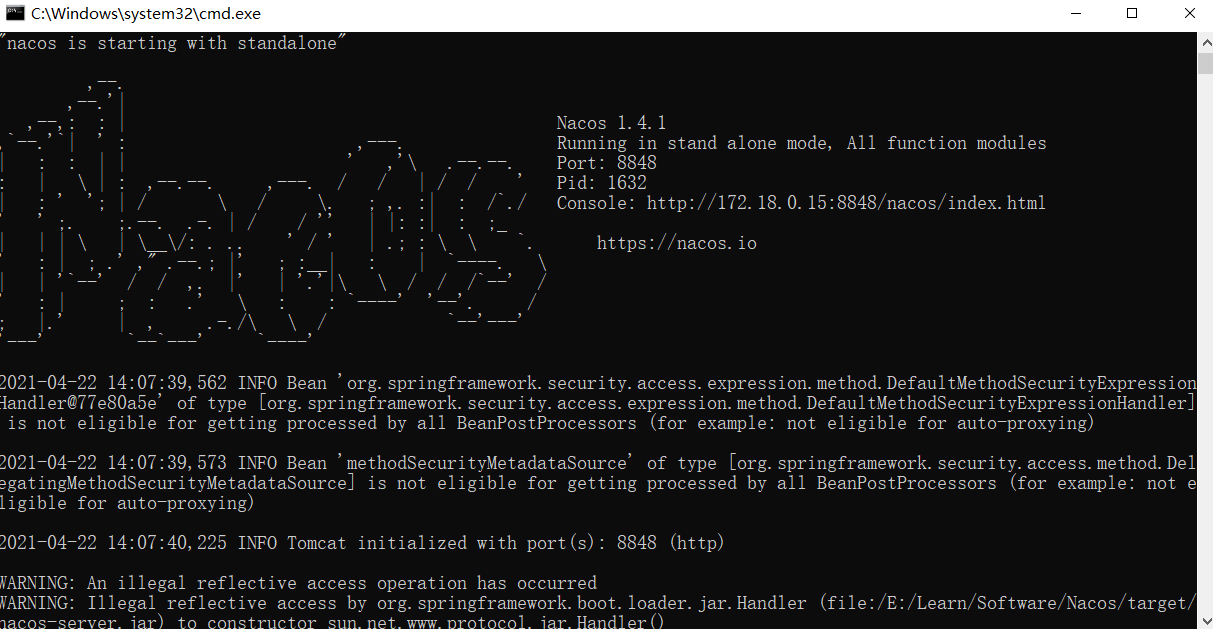 C:\Windows\system32\cmd.exe
"nacos is starting with standalone"
Nacos 1.4.1
Running in stand alone mode, All function modules
Port: 8848
Pid: 1632
Console: http://172.18.0.15:8848/nacos/index.html
https://nacos.io
2021-04-22 14:07:39,562 INFO Bean 'org.springframework.security.access.expression.method.DefaultMethodSecurityExpression
Handler@77e80a5e' of type [org.springframework.security.access.expression.method.DefaultMethodSecurityExpressionHandler]
is not eligible for getting processed by all BeanPostProcessors (for example: not eligible for auto-proxying)
2021-04-22 14:07:39,573 INFO Bean 'methodSecurityMetadataSource' of type [org.springframework.security.access.method.Del
egatingMethodSecurityMetadataSource] is not eligible for getting processed by all BeanPostProcessors (for example: not e
ligible for auto-proxying)
2021-04-22 14:07:40,225 INFO Tomcat initialized with port(s): 8848 (http)
WARNING: An illegal reflective access operation has occurred
WARNING: Illegal reflective access by org.springframework.boot.loader.jar.Handler (file:/E:/Learn/Software/Nacos/target/
nacos-server.jar) to constructor sun.net.www.protocol.jar.Handler()